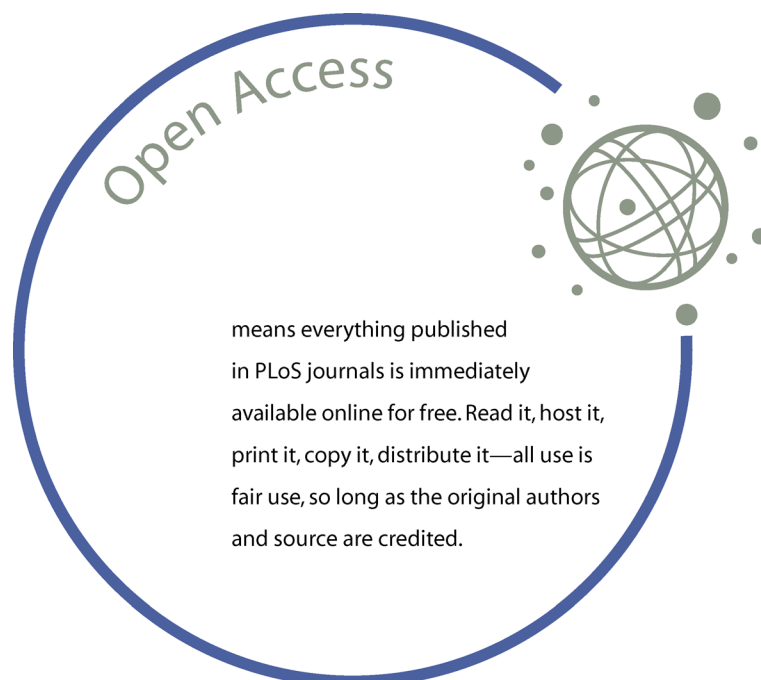 Open Access
means everything published
in PLoS journals is immediately
available online for free. Read it, host it,
print it, copy it, distribute it—all use is
fair use, so long as the original authors
and source are credited.